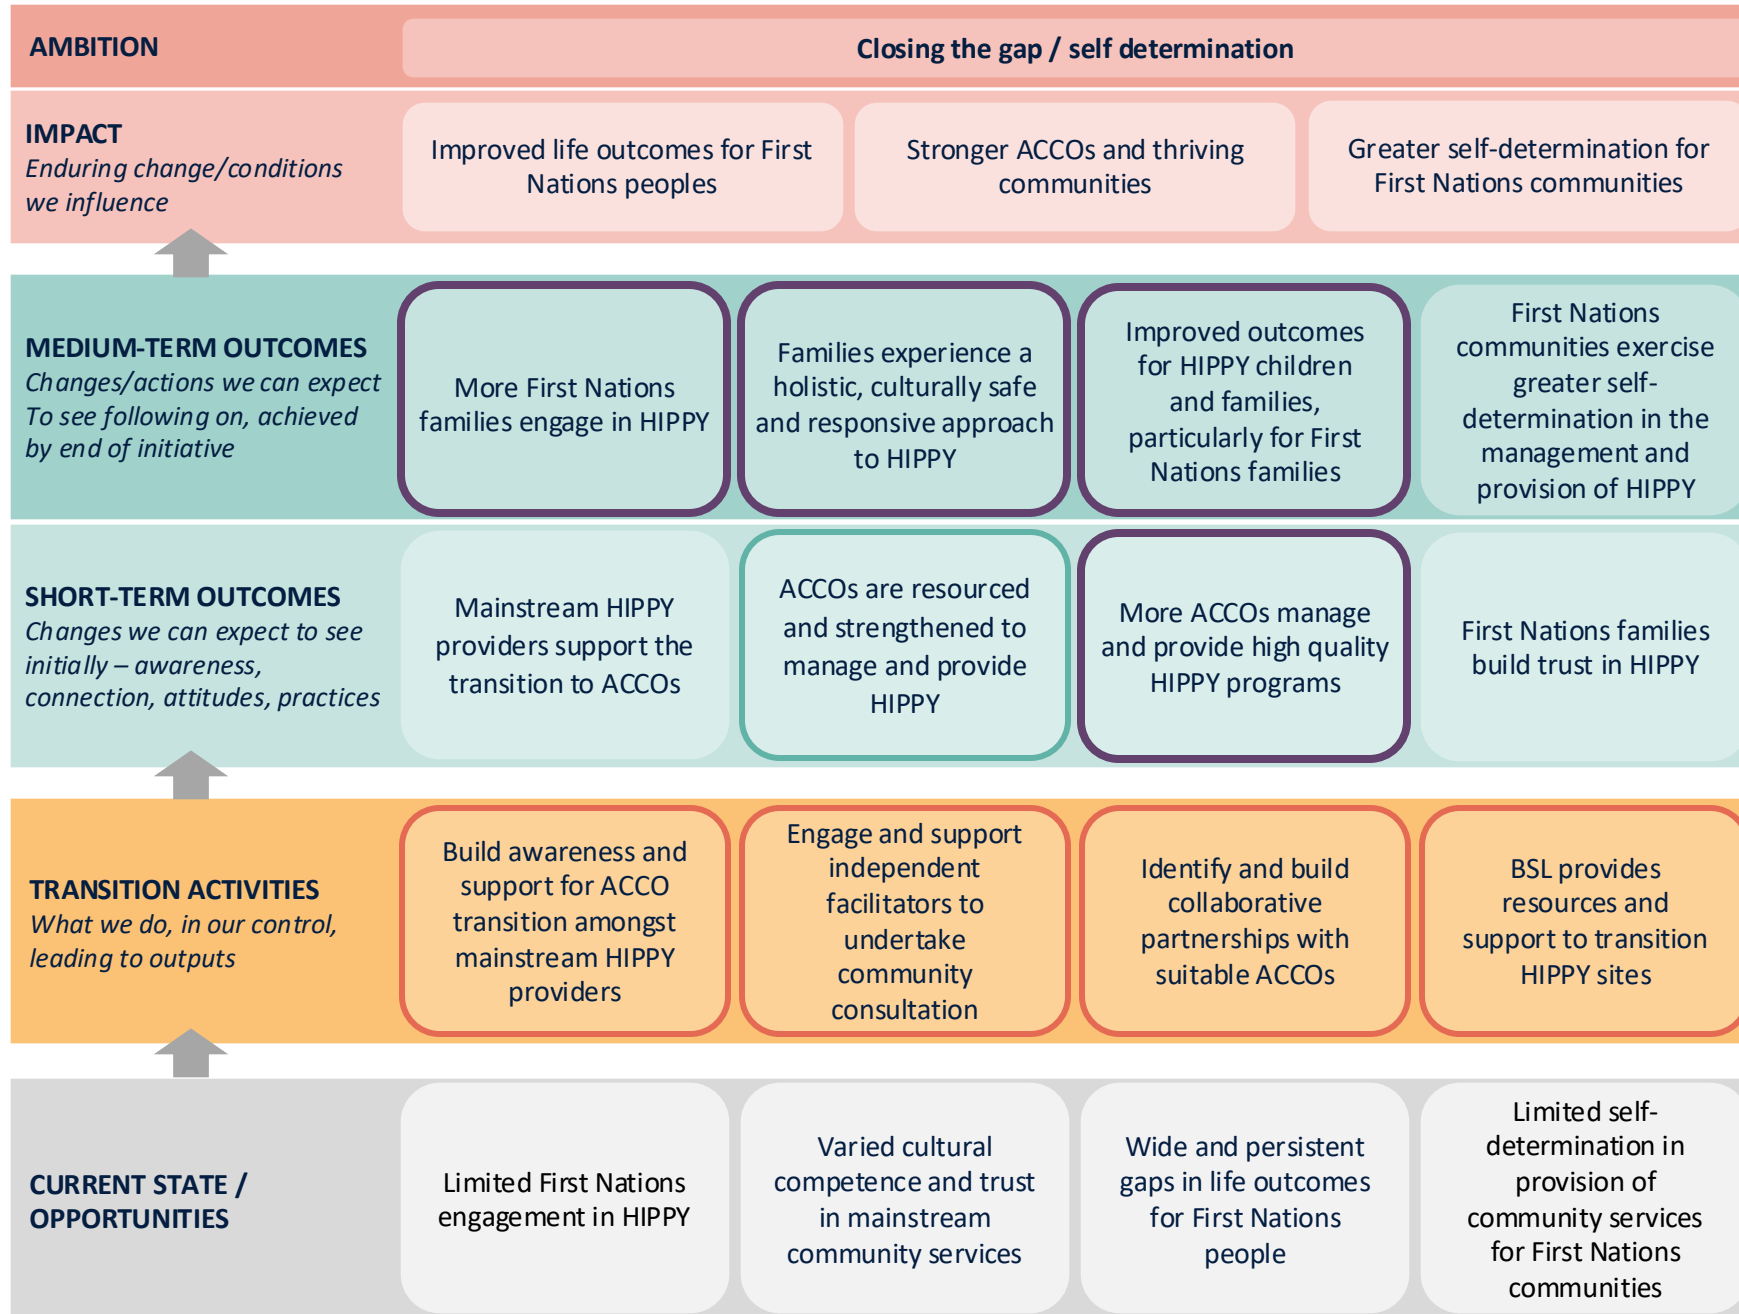 AMBITION
Closing the gap / self determination
IMPACT
Enduring change/conditions
we influence
Improved life outcomes for First
Nations peoples
Stronger ACCOs and thriving
communities
Greater self-determination for
First Nations communities
MEDIUM-TERM OUTCOMES
Changes/actions we can expect
To see following on, achieved
by end of initiative
More First Nations
families engage in HIPPY
Families experience a
holistic, culturally safe
and responsive approach
to HIPPY
Improved outcomes
for HIPPY children
and families,
particularly for First
Nations families
First Nations
communities exercise
greater self-
determination in the
management and
provision of HIPPY
SHORT-TERM OUTCOMES
Changes we can expect to see
initially – awareness,
connection, attitudes, practices
Mainstream HIPPY
providers support the
transition to ACCOs
ACCOs are resourced
and strengthened to
manage and provide
HIPPY
More ACCOs manage
and provide high quality
HIPPY programs
First Nations families
build trust in HIPPY
TRANSITION ACTIVITIES
What we do, in our control,
leading to outputs
Build awareness and
support for ACCO
transition amongst
mainstream HIPPY
providers
Engage and support
independent
facilitators to
undertake
community
consultation
Identify and build
collaborative
partnerships with
suitable ACCOs
BSL provides
resources and
support to transition
HIPPY sites
CURRENT STATE /
OPPORTUNITIES
Limited First Nations
engagement in HIPPY
Varied cultural
competence and trust
in mainstream
community services
Wide and persistent
gaps in life outcomes
for First Nations
people
Limited self-
determination in
provision of
community services
for First Nations
communities